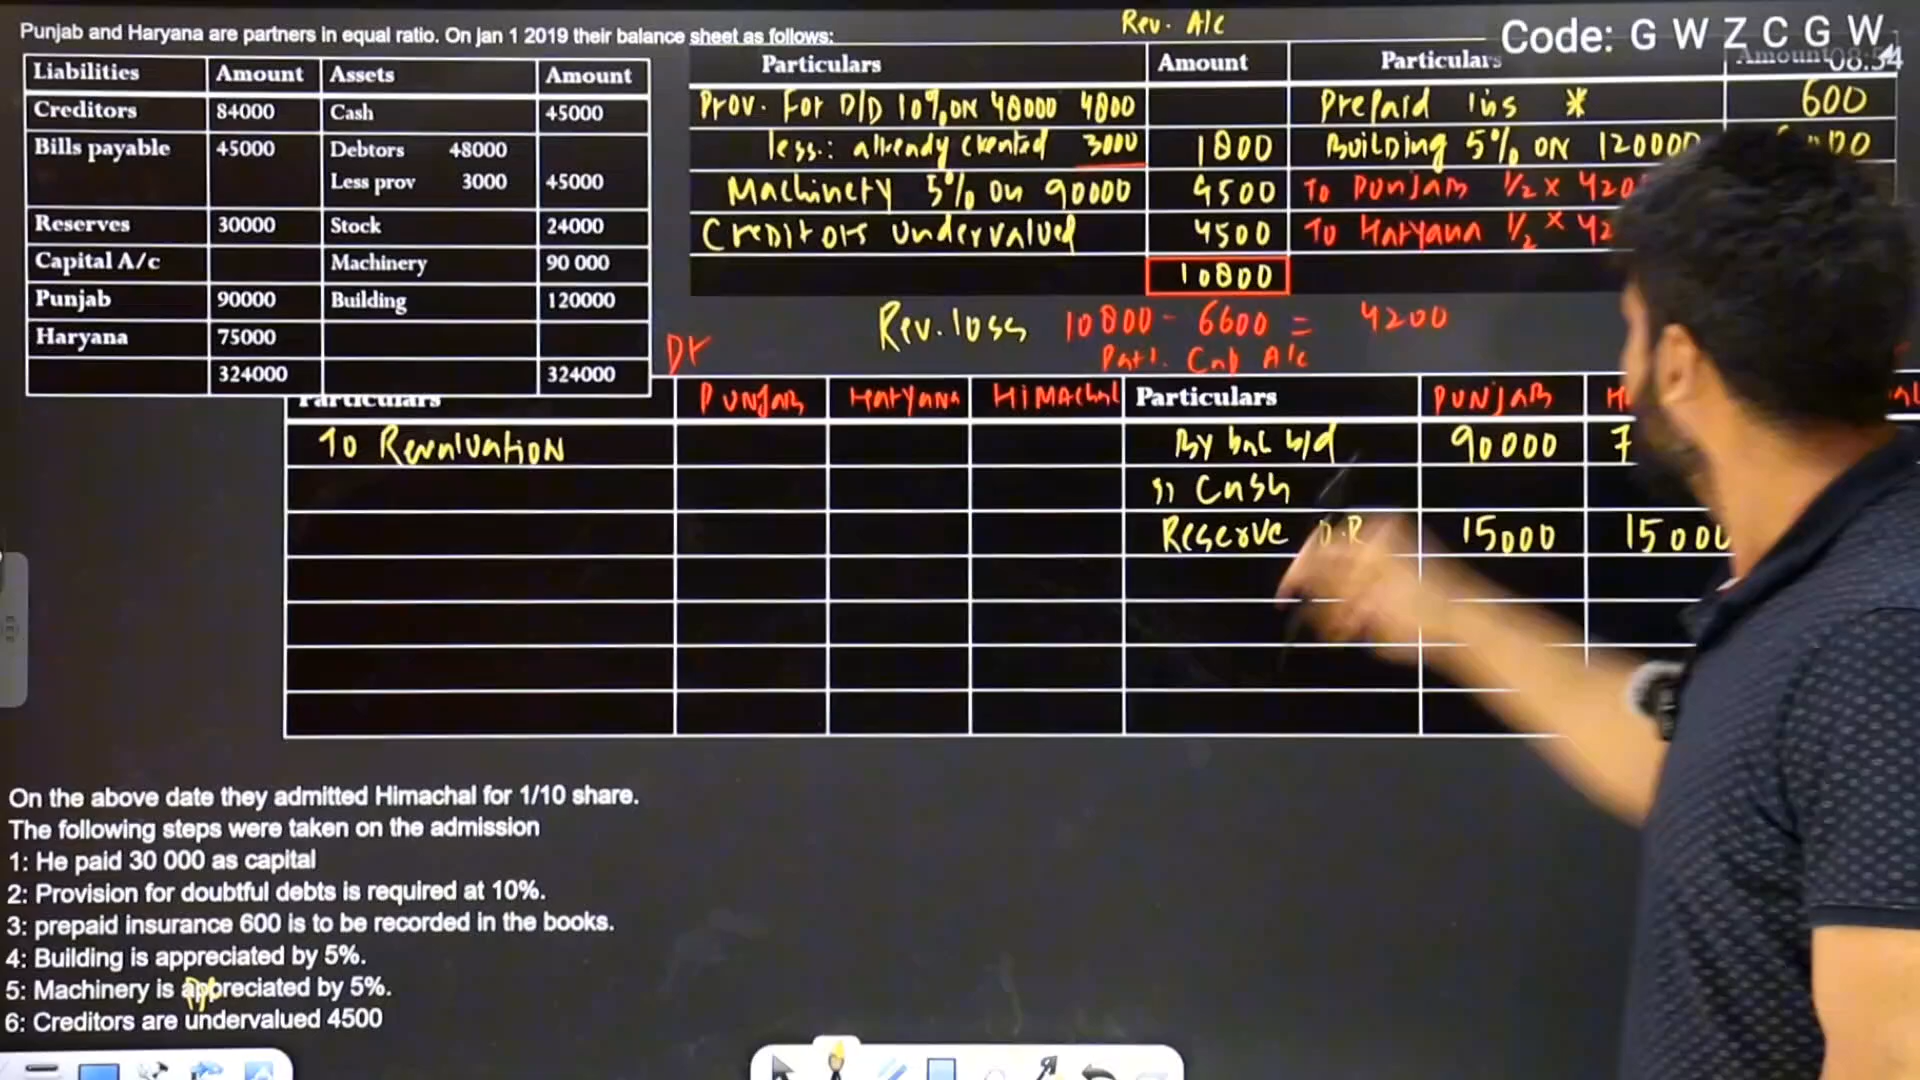 Punjab and Haryana are partners in equal ratio. On jan 1 2019 their balance sheet as follows:
Rev. A/c
Code: G W Z C G W
Liabilities Amount Assets Amount
Creditors 84000 Cash 45000
Bills payable 45000 Debtors 48000
Less prov 3000 45000
Reserves 30000 Stock 24000
Capital A/c Machinery 90 000
Punjab 90000 Building 120000
Haryana 75000
324000 324000
Particulars Amount Particulars Amount 08:54
Prov. For D/D 10% ON 48000 4800 Prepaid ins * 600
less: already created 3000 1800 Building 5% ON 120000
Machinery 5% on 90000 4500 To Punjab 1/2 x
Creditors undervalued 4500 To Haryana 1/2 x
10800
Rev. loss 10800 - 6600 = 4200
Dr
Part. Cap A/c
Particulars Punjab Haryana Himachal Particulars Punjab
To Revaluation By bal b/d 90000 7
" Cash
Reserve O.R 15000 15000
On the above date they admitted Himachal for 1/10 share.
The following steps were taken on the admission
1: He paid 30 000 as capital
2: Provision for doubtful debts is required at 10%.
3: prepaid insurance 600 is to be recorded in the books.
4: Building is appreciated by 5%.
5: Machinery is appreciated by 5%.
6: Creditors are undervalued 4500